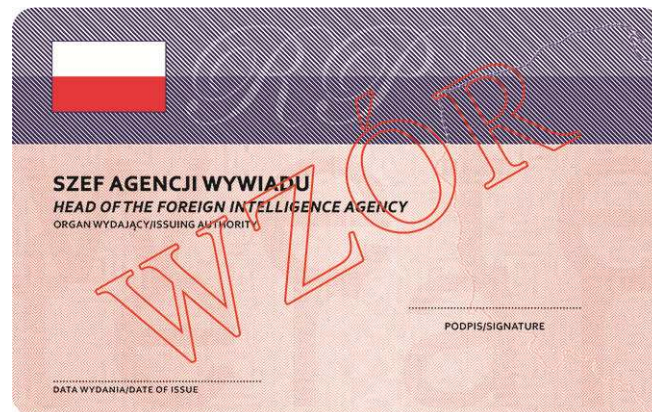 RP
SZEF AGENCJI WYWIADU
HEAD OF THE FOREIGN INTELLIGENCE AGENCY
ORGAN WYDAJĄCY/ISSUING AUTHORITY
WZÓR
PODPIS/SIGNATURE
DATA WYDANIA/DATE OF ISSUE